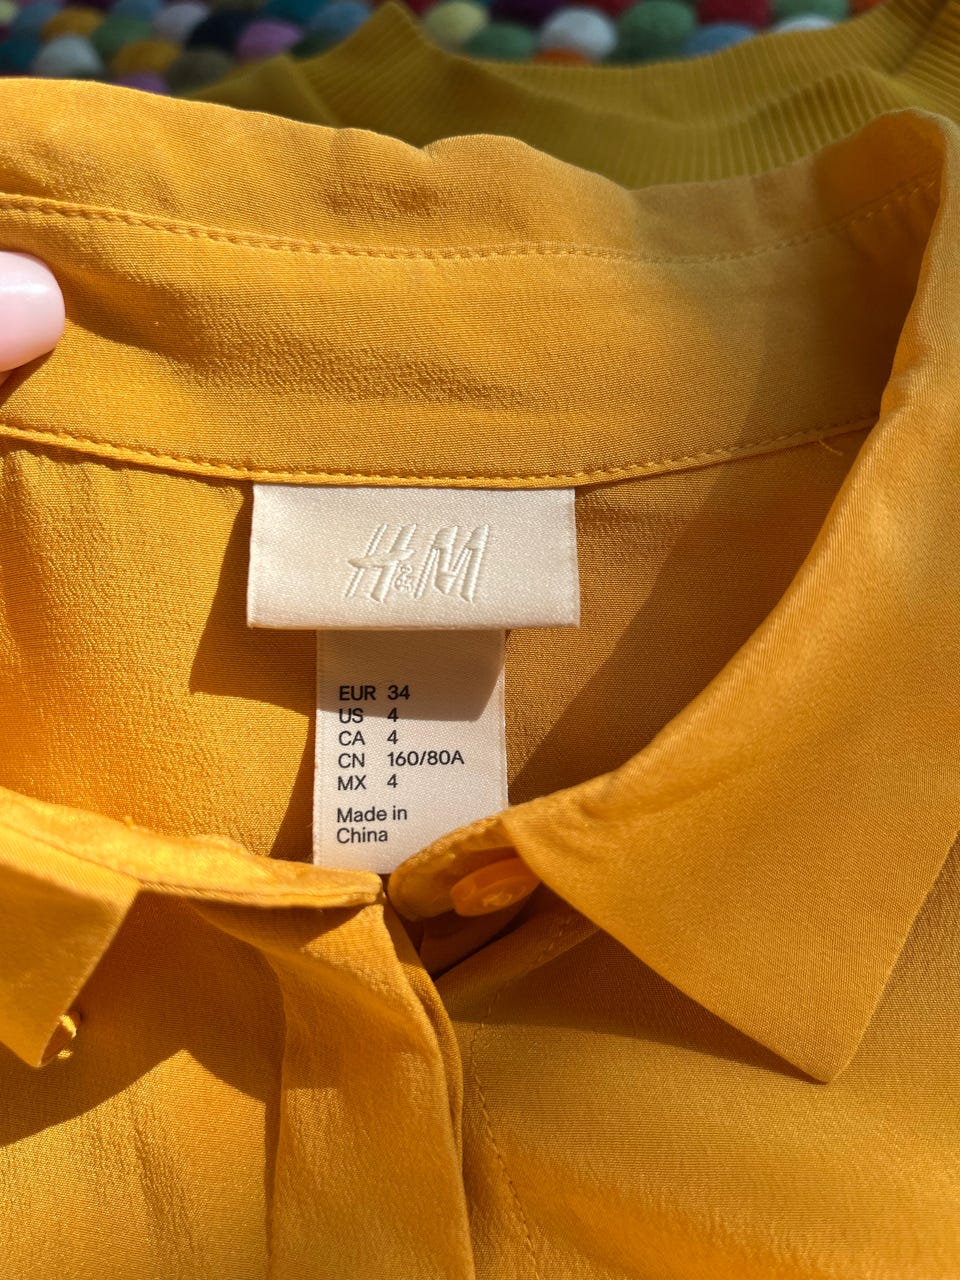 H&M
EUR 34
US 4
CA 4
CN 160/80A
MX 4
Made in
China